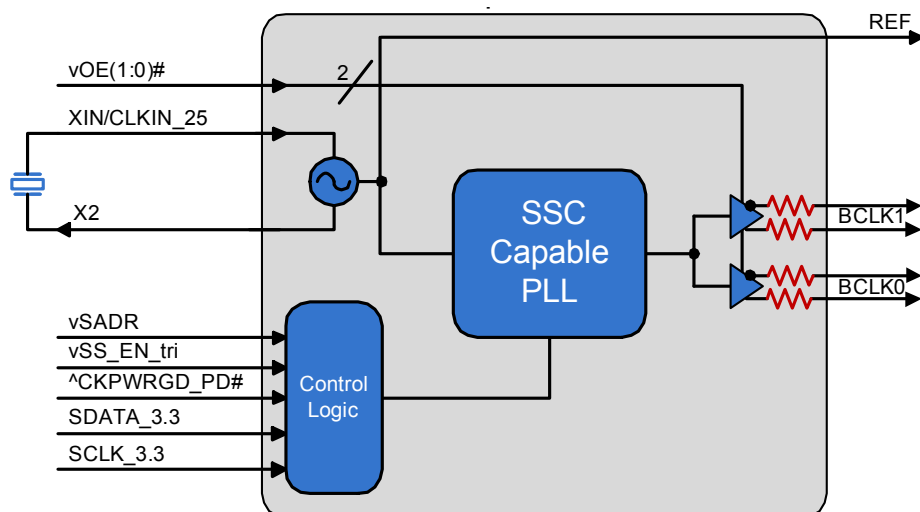 REF
vOE(1:0)#
2
XIN/CLKIN_25
X2
SSC
Capable
PLL
BCLK1
BCLK0
vSADR
vSS_EN_tri
^CKPWRGD_PD#
SDATA_3.3
SCLK_3.3
Control
Logic